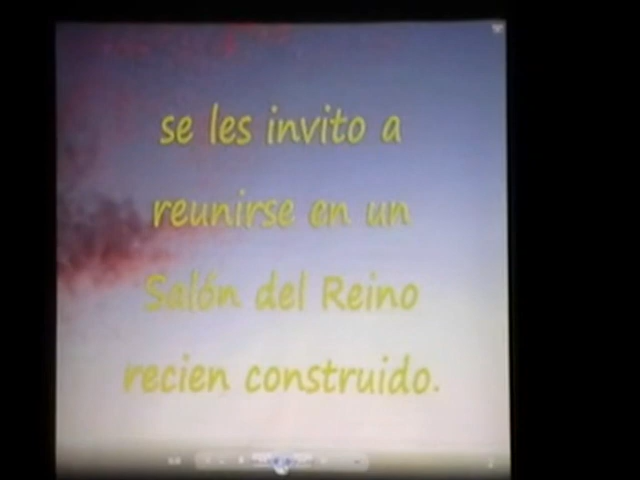 se les invito a
reunirse en un
Salón del Reino
recien construido.